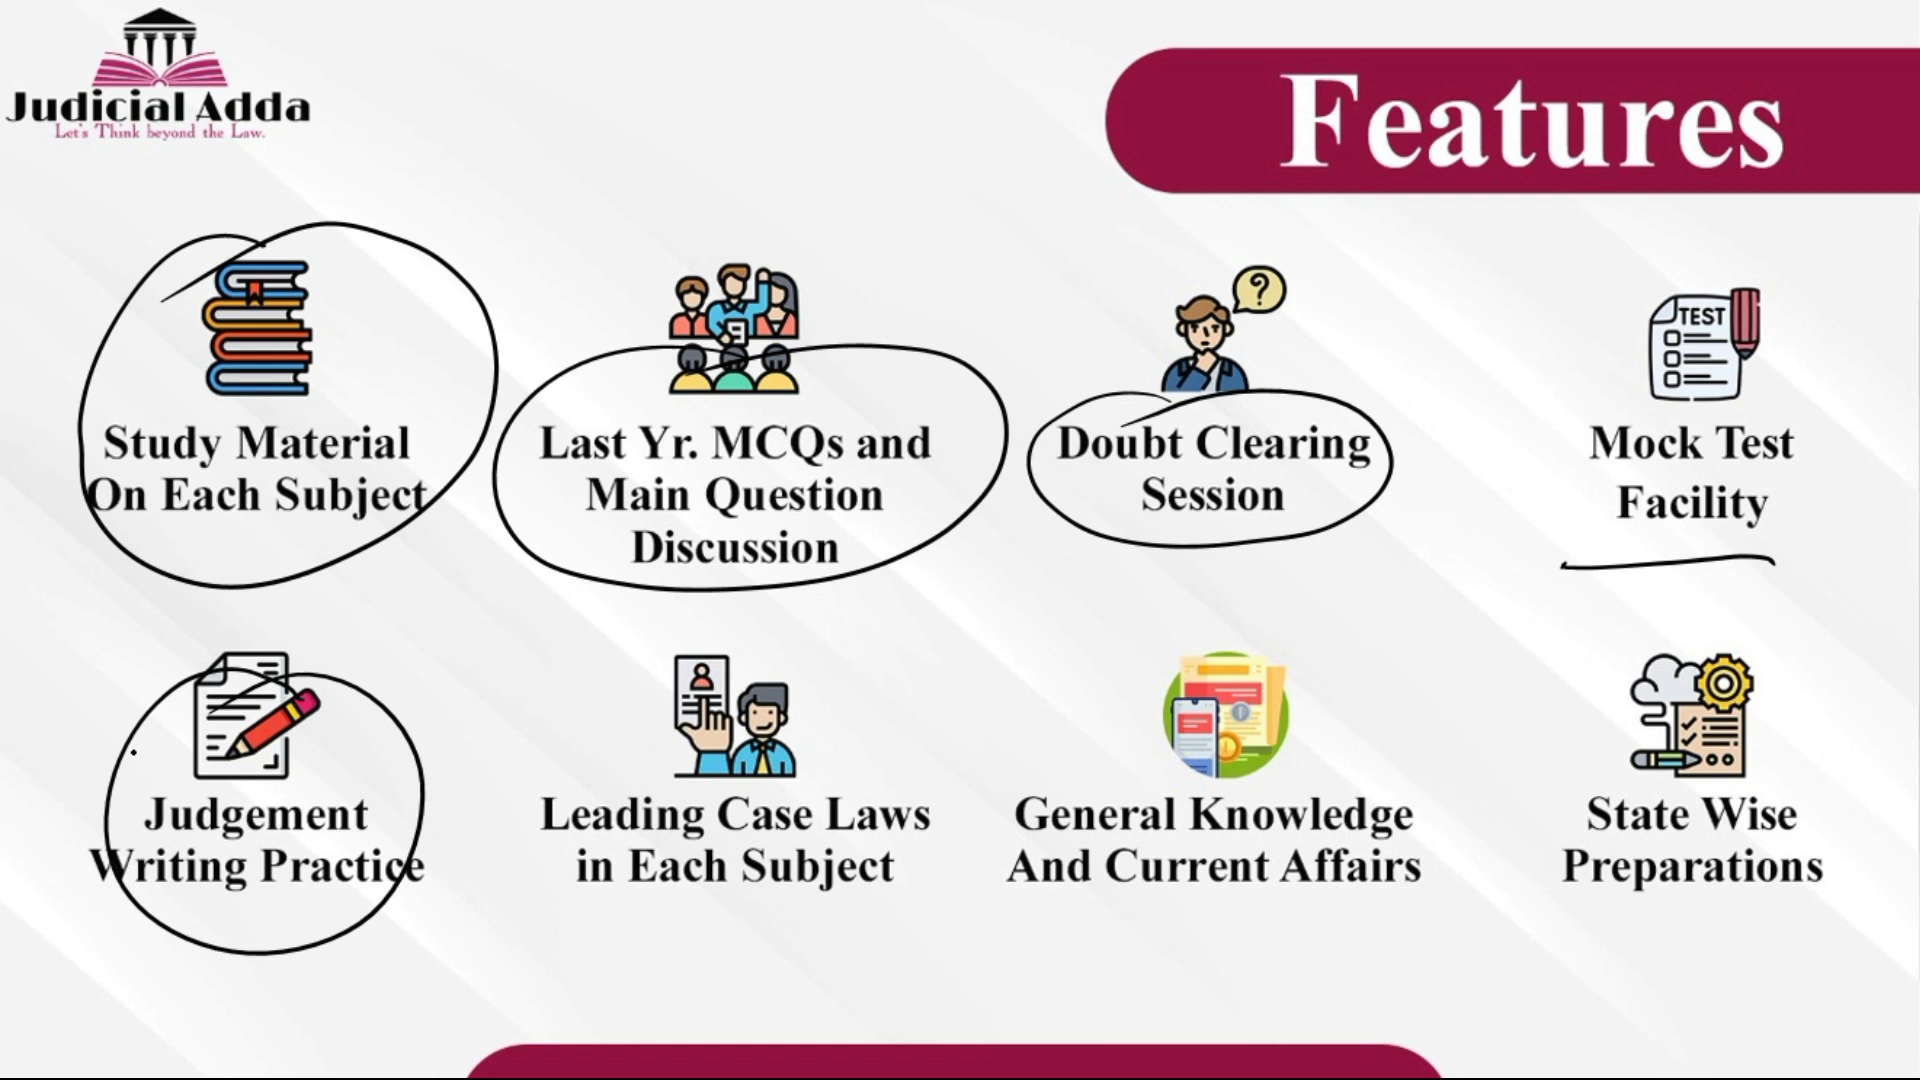 Judicial Adda
Let's Think beyond the Law.
Features
Study Material
On Each Subject
Last Yr. MCQs and
Main Question
Discussion
Doubt Clearing
Session
TEST
Mock Test
Facility
Judgement
Writing Practice
Leading Case Laws
in Each Subject
General Knowledge
And Current Affairs
State Wise
Preparations